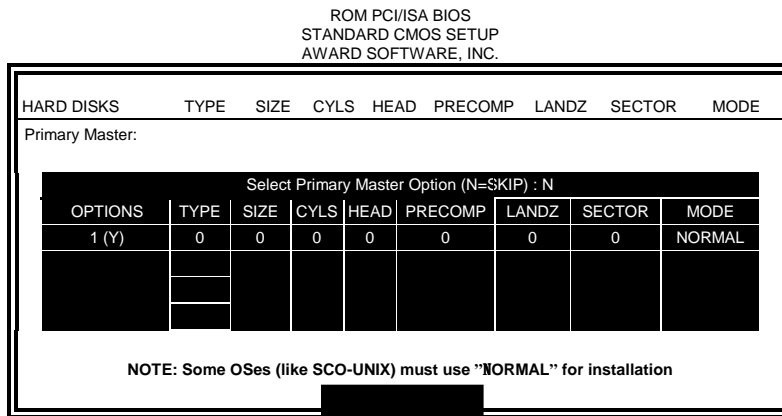 ROM PCI/ISA BIOS
STANDARD CMOS SETUP
AWARD SOFTWARE, INC.
HARD DISKS TYPE SIZE CYLS HEAD PRECOMP LANDZ SECTOR MODE
Primary Master:
Select Primary Master Option (N=SKIP) : N
OPTIONS TYPE SIZE CYLS HEAD PRECOMP LANDZ SECTOR MODE
1 (Y) 0 0 0 0 0 0 0 NORMAL
NOTE: Some OSes (like SCO-UNIX) must use ”NORMAL” for installation